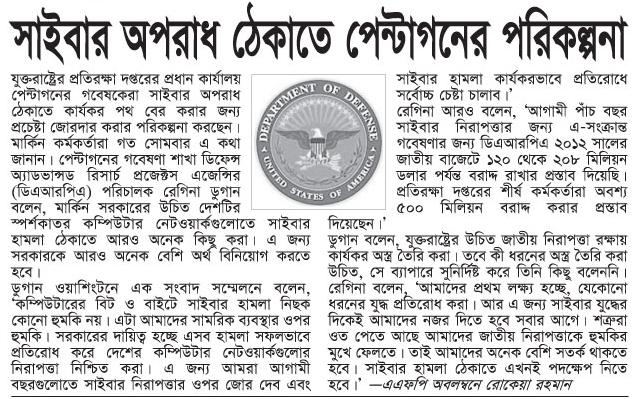 সাইবার অপরাধ ঠেকাতে পেন্টাগনের পরিকল্পনা
যুক্তরাষ্ট্রের প্রতিরক্ষা দপ্তরের প্রধান কার্যালয়
পেন্টাগনের গবেষকেরা সাইবার অপরাধ
ঠেকাতে কার্যকর পথ বের করার জন্য
প্রচেষ্টা জোরদার করার পরিকল্পনা করছেন।
মার্কিন কর্মকর্তারা গত সোমবার এ কথা
জানান। পেন্টাগনের গবেষণা শাখা ডিফেন্স
অ্যাডভান্সড রিসার্চ প্রজেক্টস এজেন্সির
(ডিএআরপিএ) পরিচালক রেগিনা ডুগান
বলেন, মার্কিন সরকারের উচিত দেশটির
স্পর্শকাতর কম্পিউটার নেটওয়ার্কগুলোতে সাইবার
হামলা ঠেকাতে আরও অনেক কিছু করা। এ জন্য
সরকারকে আরও অনেক বেশি অর্থ বিনিয়োগ করতে
হবে।
ডুগান ওয়াশিংটনে এক সংবাদ সম্মেলনে বলেন,
‘কম্পিউটারের বিট ও বাইটে সাইবার হামলা নিছক
কোনো হুমকি নয়। এটা আমাদের সামরিক ব্যবস্থার ওপর
হুমকি। সরকারের দায়িত্ব হচ্ছে এসব হামলা সফলভাবে
প্রতিরোধ করে দেশের কম্পিউটার নেটওয়ার্কগুলোর
নিরাপত্তা নিশ্চিত করা। এ জন্য আমরা আগামী
বছরগুলোতে সাইবার নিরাপত্তার ওপর জোর দেব এবং
DEPARTMENT OF DEFENSE
UNITED STATES OF AMERICA
সাইবার হামলা কার্যকরভাবে প্রতিরোধে
সর্বোচ্চ চেষ্টা চালাব।’
রেগিনা আরও বলেন, ‘আগামী পাঁচ বছর
সাইবার নিরাপত্তার জন্য এ-সংক্রান্ত
গবেষণার জন্য ডিএআরপিএ ২০১২ সালের
জাতীয় বাজেটে ১২০ থেকে ২০৮ মিলিয়ন
ডলার পর্যন্ত বরাদ্দ রাখার প্রস্তাব দিয়েছি।
প্রতিরক্ষা দপ্তরের শীর্ষ কর্মকর্তারা অবশ্য
৫০০ মিলিয়ন বরাদ্দ করার প্রস্তাব
দিয়েছেন।’
ডুগান বলেন, যুক্তরাষ্ট্রের উচিত জাতীয় নিরাপত্তা রক্ষায়
কার্যকর অস্ত্র তৈরি করা। তবে কী ধরনের অস্ত্র তৈরি করা
উচিত, সে ব্যাপারে সুনির্দিষ্ট করে তিনি কিছু বলেননি।
রেগিনা বলেন, ‘আমাদের প্রথম লক্ষ্য হচ্ছে, যেকোনো
ধরনের যুদ্ধ প্রতিরোধ করা। আর এ জন্য সাইবার যুদ্ধের
দিকেই আমাদের নজর দিতে হবে সবার আগে। শত্রুরা
ওত পেতে আছে আমাদের জাতীয় নিরাপত্তাকে হুমকির
মুখে ফেলতে। তাই আমাদের অনেক বেশি সতর্ক থাকতে
হবে। সাইবার হামলা ঠেকাতে এখনই পদক্ষেপ নিতে
হবে।’ —এএফপি অবলম্বনে রোকেয়া রহমান